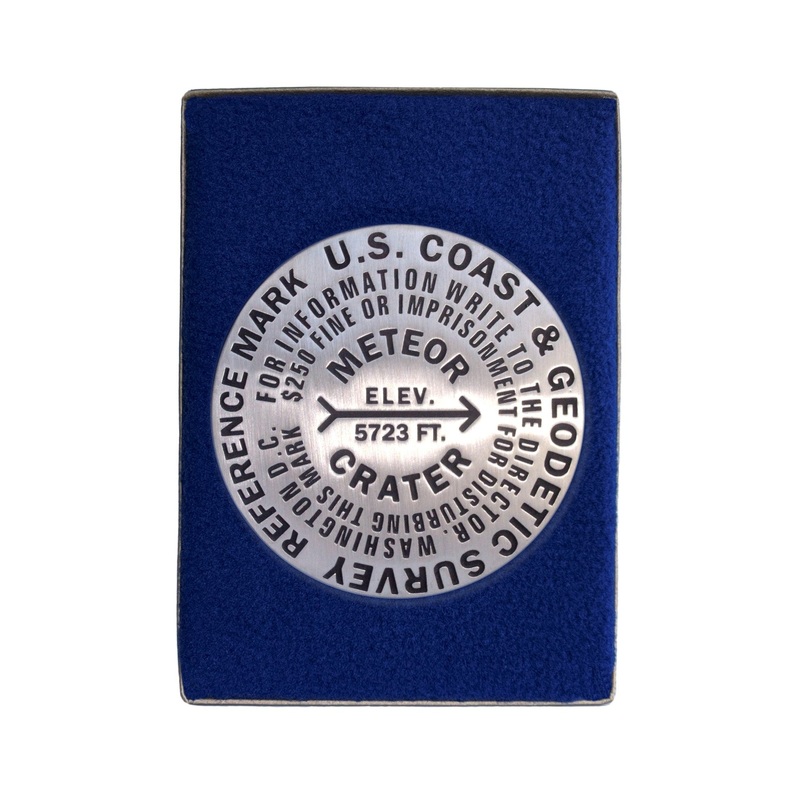 U.S. COAST & GEODETIC SURVEY REFERENCE MARK
FOR INFORMATION WRITE TO THE DIRECTOR, WASHINGTON D.C.
$250 FINE OR IMPRISONMENT FOR DISTURBING THIS MARK
METEOR
ELEV.
5723 FT.
CRATER